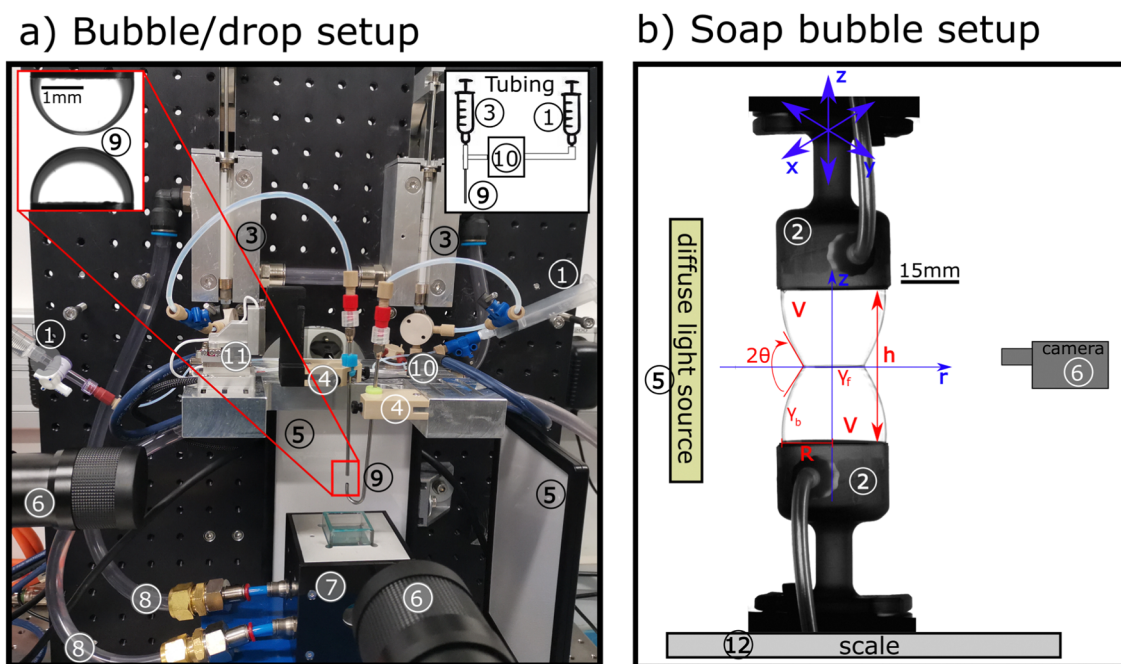 a) Bubble/drop setup
b) Soap bubble setup
1mm
9
Tubing
3
1
10
9
3
3
1
1
11
10
4
4
5
5
9
6
7
6
8
8
z
x
y
2
z
15mm
diffuse light source
5
V
h
2θ
γf
r
camera
6
γb
V
R
2
12
scale